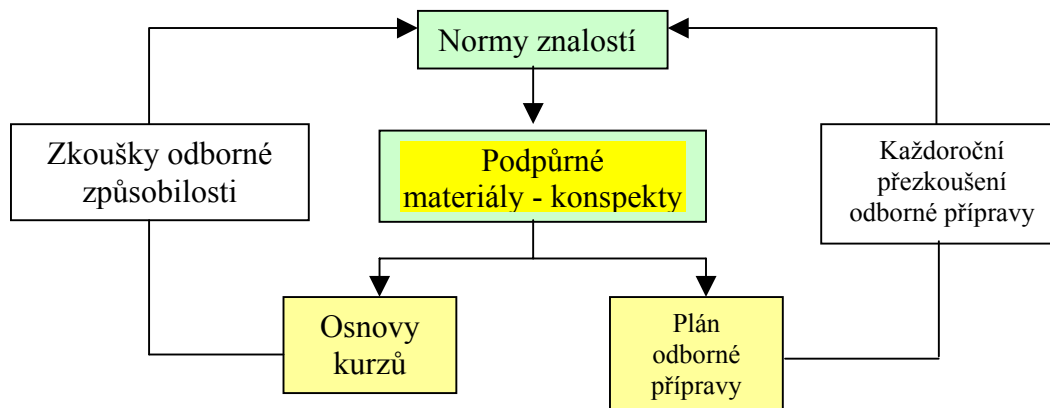 Normy znalostí
Zkoušky odborné
způsobilosti
Podpůrné
materiály - konspekty
Každoroční
přezkoušení
odborné přípravy
Osnovy
kurzů
Plán
odborné
přípravy